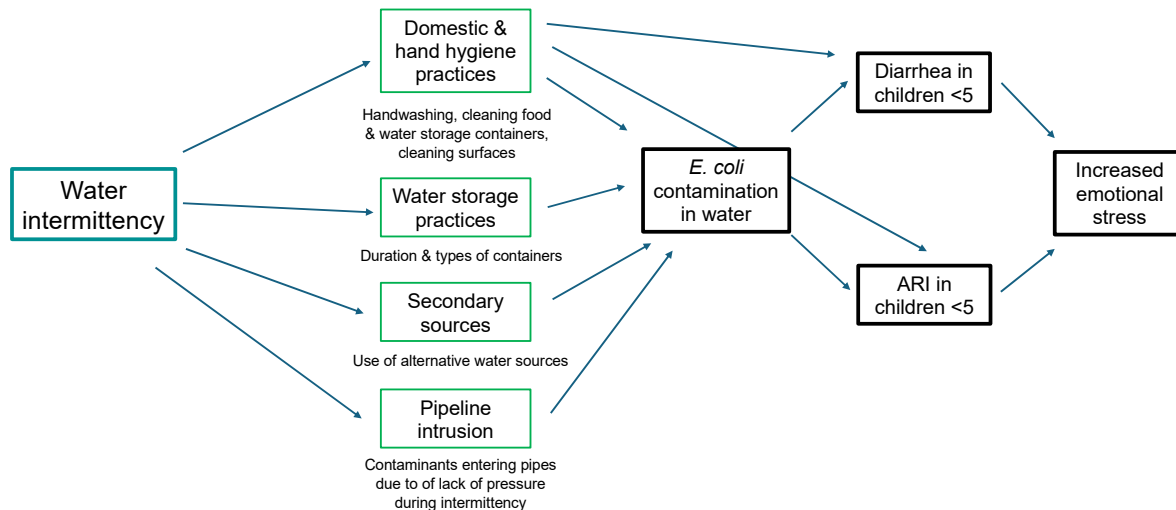 Water
intermittency
Domestic &
hand hygiene
practices
Handwashing, cleaning food
& water storage containers,
cleaning surfaces
Water storage
practices
Duration & types of containers
Secondary
sources
Use of alternative water sources
Pipeline
intrusion
Contaminants entering pipes
due to of lack of pressure
during intermittency
E. coli
contamination
in water
Diarrhea in
children <5
ARI in
children <5
Increased
emotional
stress